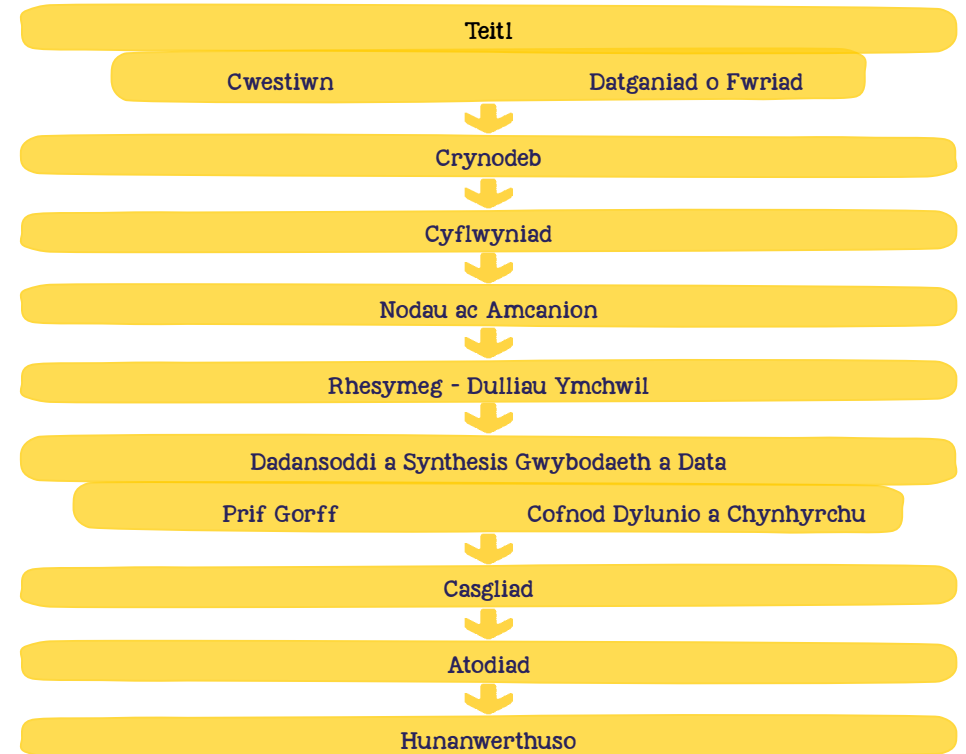 Teitl
Cwestiwn Datganiad o Fwriad
Crynodeb
Cyflwyniad
Nodau ac Amcanion
Rhesymeg - Dulliau Ymchwil
Dadansoddi a Synthesis Gwybodaeth a Data
Prif Gorff Cofnod Dylunio a Chynhyrchu
Casgliad
Atodiad
Hunanwerthuso